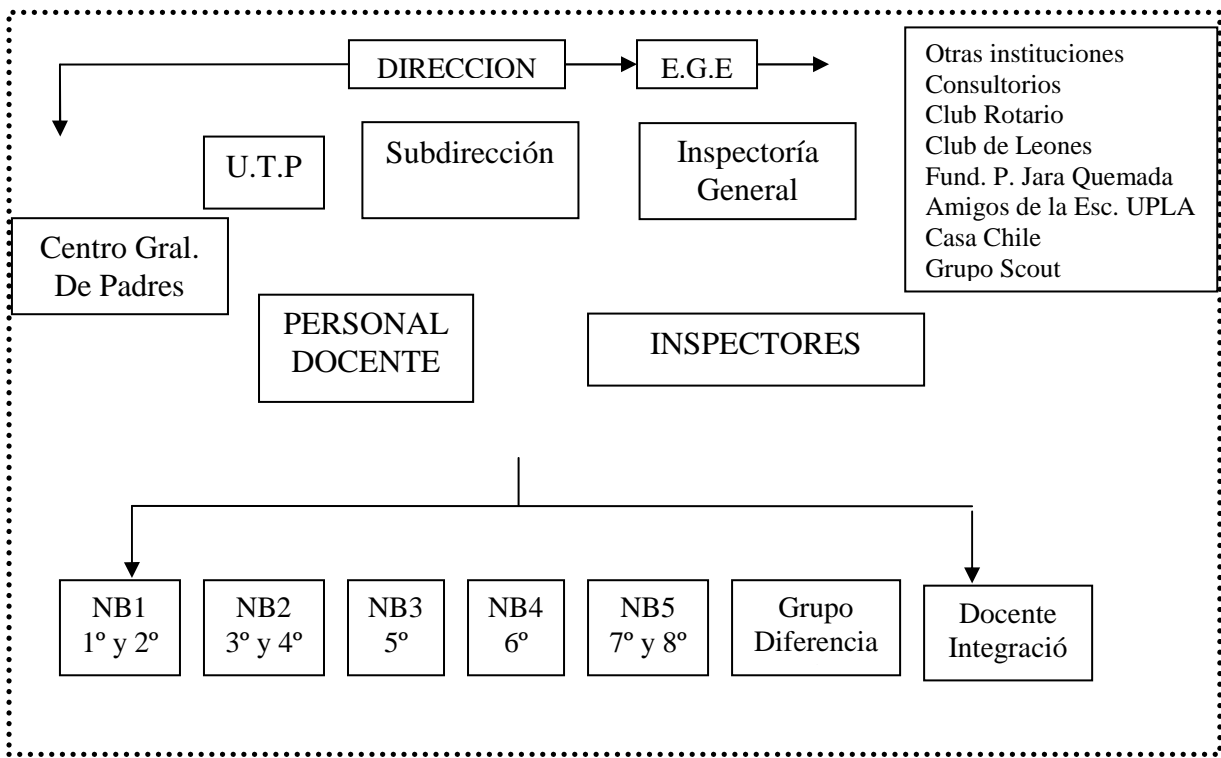 DIRECCION
E.G.E
Otras instituciones
Consultorios
Club Rotario
Club de Leones
Fund. P. Jara Quemada
Amigos de la Esc. UPLA
Casa Chile
Grupo Scout
U.T.P
Subdirección
Inspectoría
General
Centro Gral.
De Padres
PERSONAL
DOCENTE
INSPECTORES
NB1
1º y 2º
NB2
3º y 4º
NB3
5º
NB4
6º
NB5
7º y 8º
Grupo
Diferencia
Docente
Integració